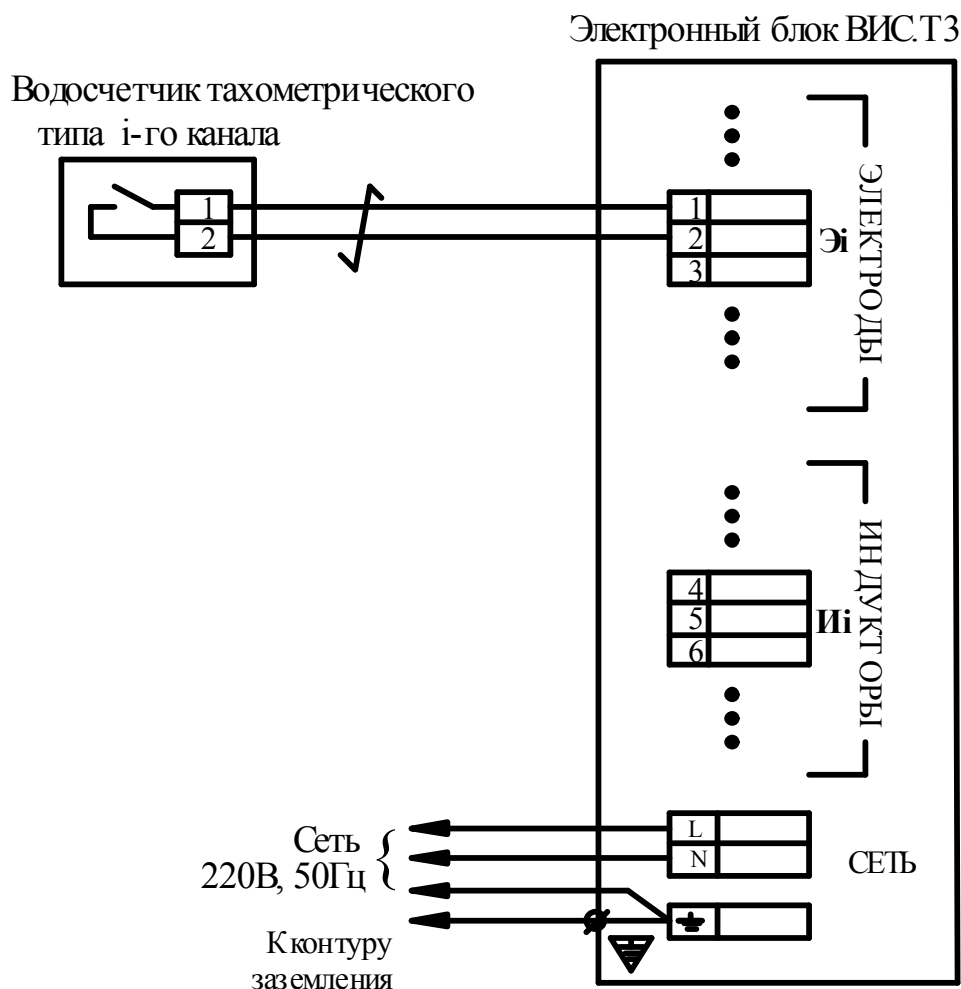 Электронный блок ВИС.Т3
Водосчетчик тахометрического
типа i-го канала
1
2
1
2
3
Эi
ЭЛЕКТРОДЫ
4
5
6
Иi
ИНДУКТОРЫ
L
N
СЕТЬ
Сеть
220В, 50Гц
К контуру
заземления